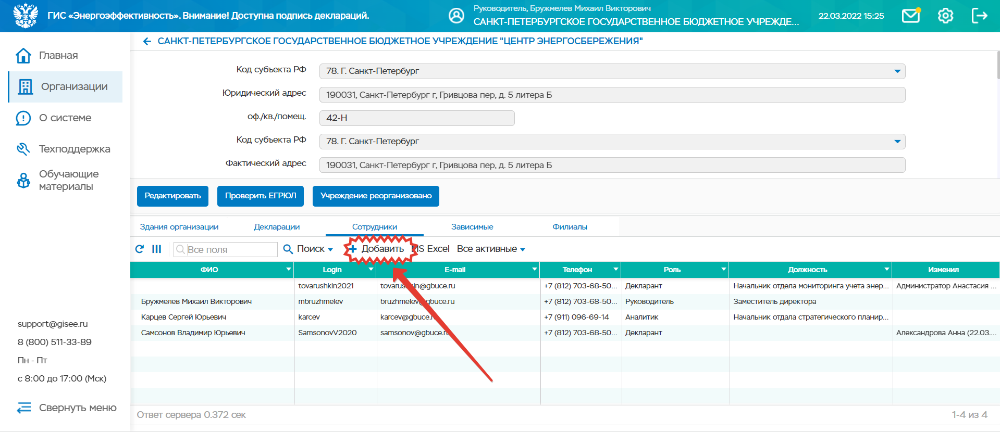 ГИС «Энергоэффективность». Внимание! Доступна подпись деклараций.
Руководитель, Бружмелев Михаил Викторович
САНКТ-ПЕТЕРБУРГСКОЕ ГОСУДАРСТВЕННОЕ БЮДЖЕТНОЕ УЧРЕЖДЕ...
22.03.2022 15:25
Главная
Организации
О системе
Техподдержка
Обучающие
материалы
support@gisee.ru
8 (800) 511-33-89
Пн - Пт
с 8:00 до 17:00 (Мск)
Свернуть меню
САНКТ-ПЕТЕРБУРГСКОЕ ГОСУДАРСТВЕННОЕ БЮДЖЕТНОЕ УЧРЕЖДЕНИЕ "ЦЕНТР ЭНЕРГОСБЕРЕЖЕНИЯ"
Код субъекта РФ 78. Г. Санкт-Петербург
Юридический адрес 190031, Санкт-Петербург г, Гривцова пер, д. 5 литера Б
оф./кв./помещ. 42-Н
Код субъекта РФ 78. Г. Санкт-Петербург
Фактический адрес 190031, Санкт-Петербург г, Гривцова пер, д. 5 литера Б
Редактировать Проверить ЕГРЮЛ Учреждение реорганизовано
Здания организации Декларации Сотрудники Зависимые Филиалы
Все поля Поиск Добавить MS Excel Все активные
ФИО Login E-mail Телефон Роль Должность Изменил
tovarushkin2021 tovarushkin@gbuce.ru +7 (812) 703-68-50... Декларант Начальник отдела мониторинга учета энер... Администратор Анастасия ...
Бружмелев Михаил Викторович mbruzhmelev bruzhmelev@gbuce.ru +7 (812) 703-68-50... Руководитель Заместитель директора
Карцев Сергей Юрьевич karcev karcev@gbuce.ru +7 (911) 096-69-14 Аналитик Начальник отдала стратегического планир...
Самсонов Владимир Юрьевич SamsonovV2020 samsonov@gbuce.ru +7 (812) 703-68-50... Декларант Александрова Анна (22.03....
Ответ сервера 0.372 сек
1-4 из 4